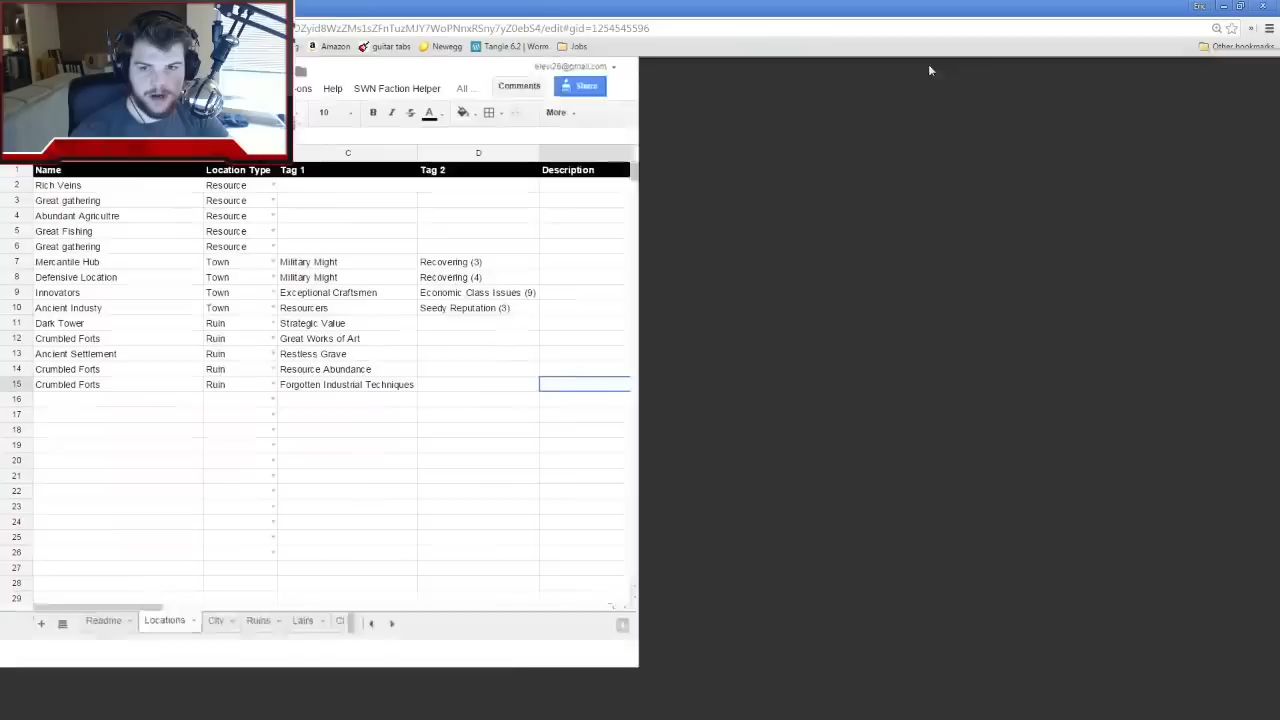 Eric
DZyid8WzZMs1sZFnTuzMJY7WoPNnxRSny7yZ0ebS4/edit#gid=1254545596
Amazon guitar tabs Newegg Tangle 6.2 | Worm Jobs Other bookmarks
Help SWN Faction Helper All ... Comments Share
10 B I S A More
C D
1 Name Location Type Tag 1 Tag 2 Description
2 Rich Veins Resource
3 Great gathering Resource
4 Abundant Agricultre Resource
5 Great Fishing Resource
6 Great gathering Resource
7 Mercantile Hub Town Military Might Recovering (3)
8 Defensive Location Town Military Might Recovering (4)
9 Innovators Town Exceptional Craftsmen Economic Class Issues (9)
10 Ancient Industy Town Resourcers Seedy Reputation (3)
11 Dark Tower Ruin Strategic Value
12 Crumbled Forts Ruin Great Works of Art
13 Ancient Settlement Ruin Restless Grave
14 Crumbled Forts Ruin Resource Abundance
15 Crumbled Forts Ruin Forgotten Industrial Techniques
16
17
18
19
20
21
22
23
24
25
26
27
28
29
Readme Locations City Ruins Lairs